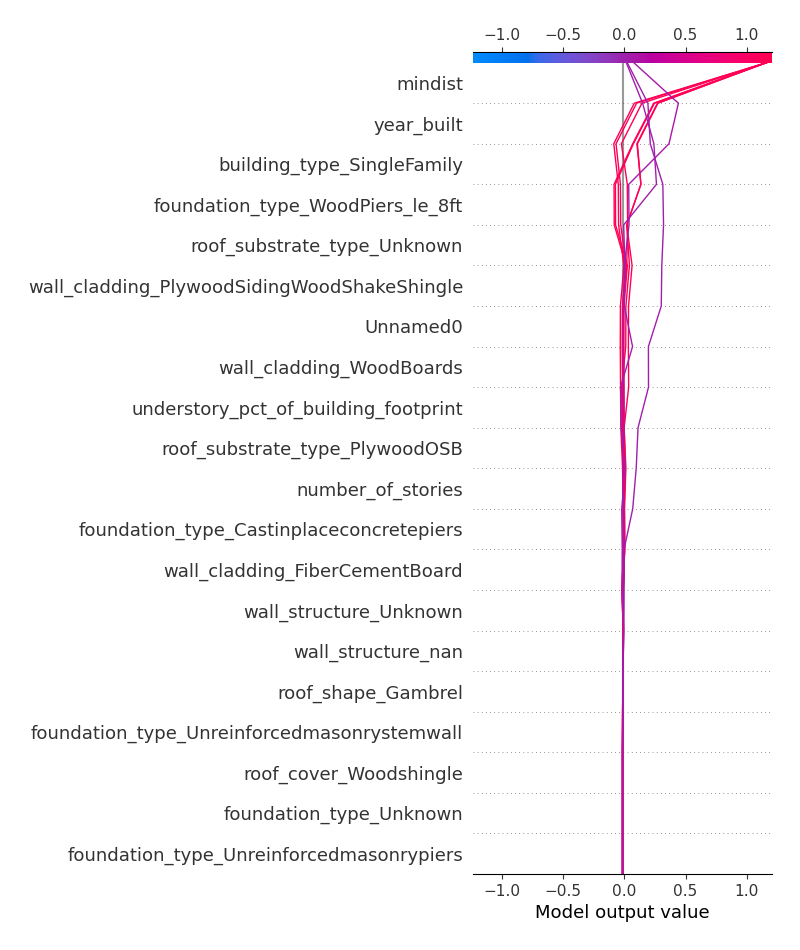 −1.0 −0.5 0.0 0.5 1.0
mindist
year_built
building_type_SingleFamily
foundation_type_WoodPiers_le_8ft
roof_substrate_type_Unknown
wall_cladding_PlywoodSidingWoodShakeShingle
Unnamed0
wall_cladding_WoodBoards
understory_pct_of_building_footprint
roof_substrate_type_PlywoodOSB
number_of_stories
foundation_type_Castinplaceconcretepiers
wall_cladding_FiberCementBoard
wall_structure_Unknown
wall_structure_nan
roof_shape_Gambrel
foundation_type_Unreinforcedmasonrystemwall
roof_cover_Woodshingle
foundation_type_Unknown
foundation_type_Unreinforcedmasonrypiers
−1.0 −0.5 0.0 0.5 1.0
Model output value